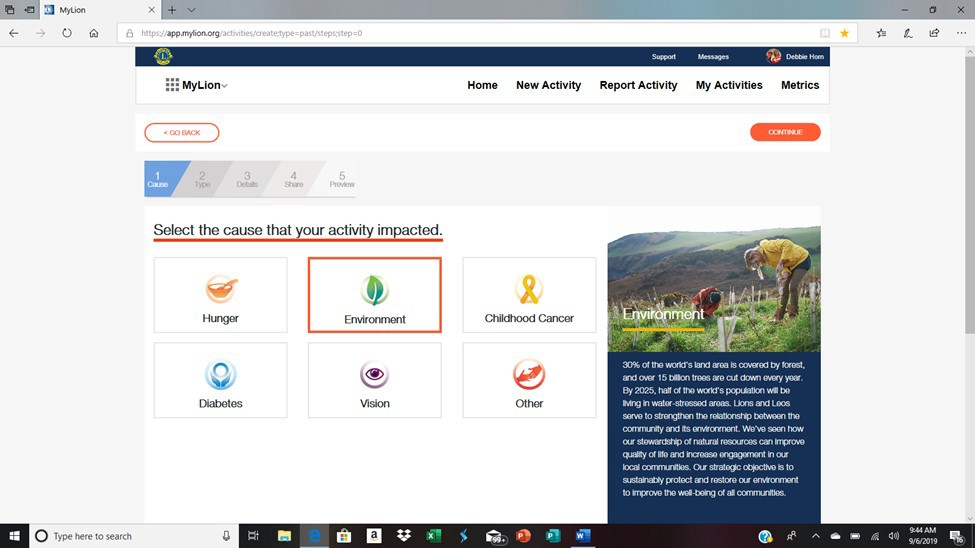 MyLion
https://app.mylion.org/activities/create;type=past/steps;step=0
Support Messages Debbie Horn
MyLion Home New Activity Report Activity My Activities Metrics
< GO BACK CONTINUE
1 2 3 4 5
Cause Type Details Share Preview
Select the cause that your activity impacted.
Hunger Environment Childhood Cancer
Diabetes Vision Other
Environment
30% of the world's land area is covered by forest,
and over 15 billion trees are cut down every year.
By 2025, half of the world's population will be
living in water-stressed areas. Lions and Leos
serve to strengthen the relationship between the
community and its environment. We've seen how
our stewardship of natural resources can improve
quality of life and increase engagement in our
local communities. Our strategic objective is to
sustainably protect and restore our environment
to improve the well-being of all communities.
Type here to search
99+
9:44 AM
9/6/2019
16